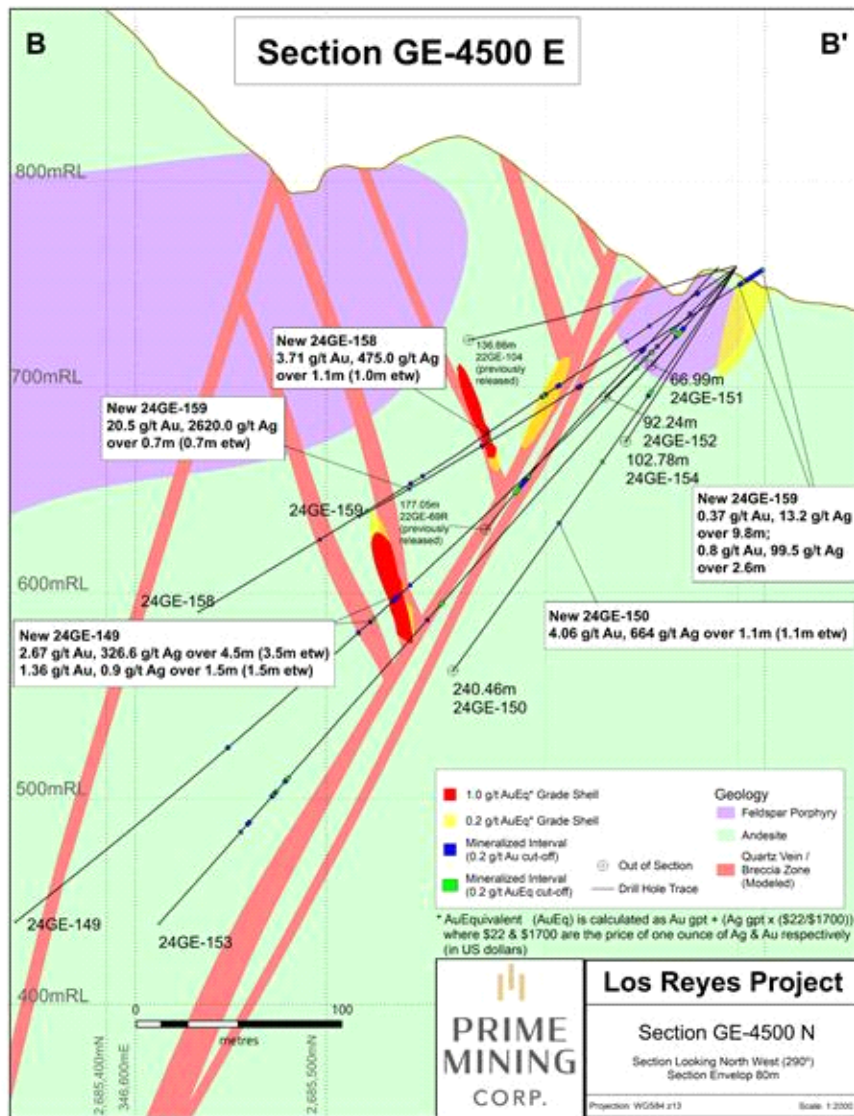 B
Section GE-4500 E
B'
800mRL
New 24GE-158
3.71 g/t Au, 475.0 g/t Ag
over 1.1m (1.0m etw)
136.66m
22GE-104
(previously
released)
700mRL
66.99m
24GE-151
New 24GE-159
20.5 g/t Au, 2620.0 g/t Ag
over 0.7m (0.7m etw)
92.24m
24GE-152
102.78m
24GE-154
24GE-159
177.05m
22GE-69R
(previously
released)
New 24GE-159
0.37 g/t Au, 13.2 g/t Ag
over 9.8m;
0.8 g/t Au, 99.5 g/t Ag
over 2.6m
600mRL
24GE-158
New 24GE-150
4.06 g/t Au, 664 g/t Ag over 1.1m (1.1m etw)
New 24GE-149
2.67 g/t Au, 326.6 g/t Ag over 4.5m (3.5m etw)
1.36 g/t Au, 0.9 g/t Ag over 1.5m (1.5m etw)
240.46m
24GE-150
500mRL
24GE-149
24GE-153
1.0 g/t AuEq* Grade Shell
0.2 g/t AuEq* Grade Shell
Mineralized Interval
(0.2 g/t Au cut-off)
Mineralized Interval
(0.2 g/t AuEq cut-off)
Out of Section
Drill Hole Trace
Geology
Feldspar Porphyry
Andesite
Quartz Vein /
Breccia Zone
(Modeled)
* AuEquivalent (AuEq) is calculated as Au gpt + (Ag gpt x ($22/$1700))
where $22 & $1700 are the price of one ounce of Ag & Au respectively
(in US dollars)
400mRL
0
100
metres
2,685,400mN
346,600mE
2,685,500mN
PRIME
MINING
CORP.
Los Reyes Project
Section GE-4500 N
Section Looking North West (290°)
Section Envelop 80m
Projection: WGS84 z13
Scale: 1:2000